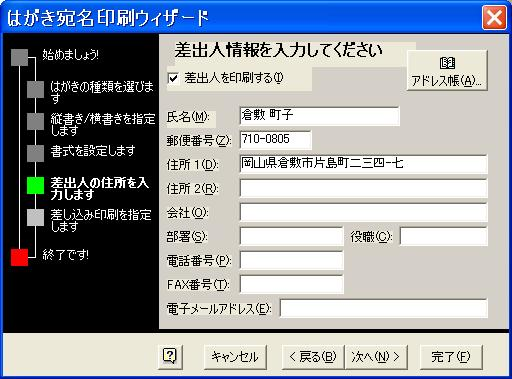 はがき宛名印刷ウィザード
始めましょう!
はがきの種類を選びま
す
縦書き/横書きを指定
します
書式を設定します
差出人の住所を入
力します
差し込み印刷を指定
します
終了です!
差出人情報を入力してください
差出人を印刷する(I)
アドレス帳(A)...
氏名(M):
倉敷 町子
郵便番号(Z):
710-0805
住所 1(D):
岡山県倉敷市片島町二三四-七
住所 2(R):
会社(O):
部署(S):
役職(C):
電話番号(P):
FAX番号(T):
電子メールアドレス(E):
キャンセル
< 戻る(B)
次へ(N) >
完了(F)